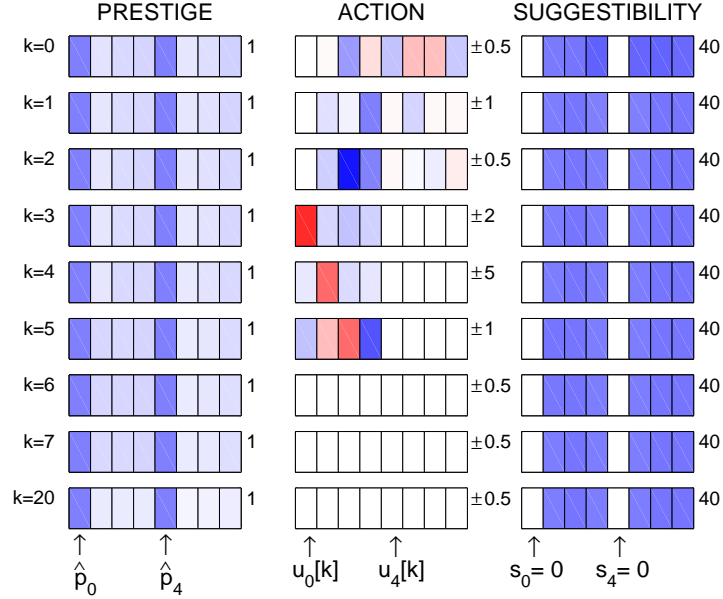 PRESTIGE ACTION SUGGESTIBILITY
k=0 1 ±0.5 40
k=1 1 ±1 40
k=2 1 ±0.5 40
k=3 1 ±2 40
k=4 1 ±5 40
k=5 1 ±1 40
k=6 1 ±0.5 40
k=7 1 ±0.5 40
k=20 1 ±0.5 40
↑ ↑ ↑ ↑ ↑ ↑
p̂₀ p̂₄ u₀[k] u₄[k] s₀= 0 s₄= 0